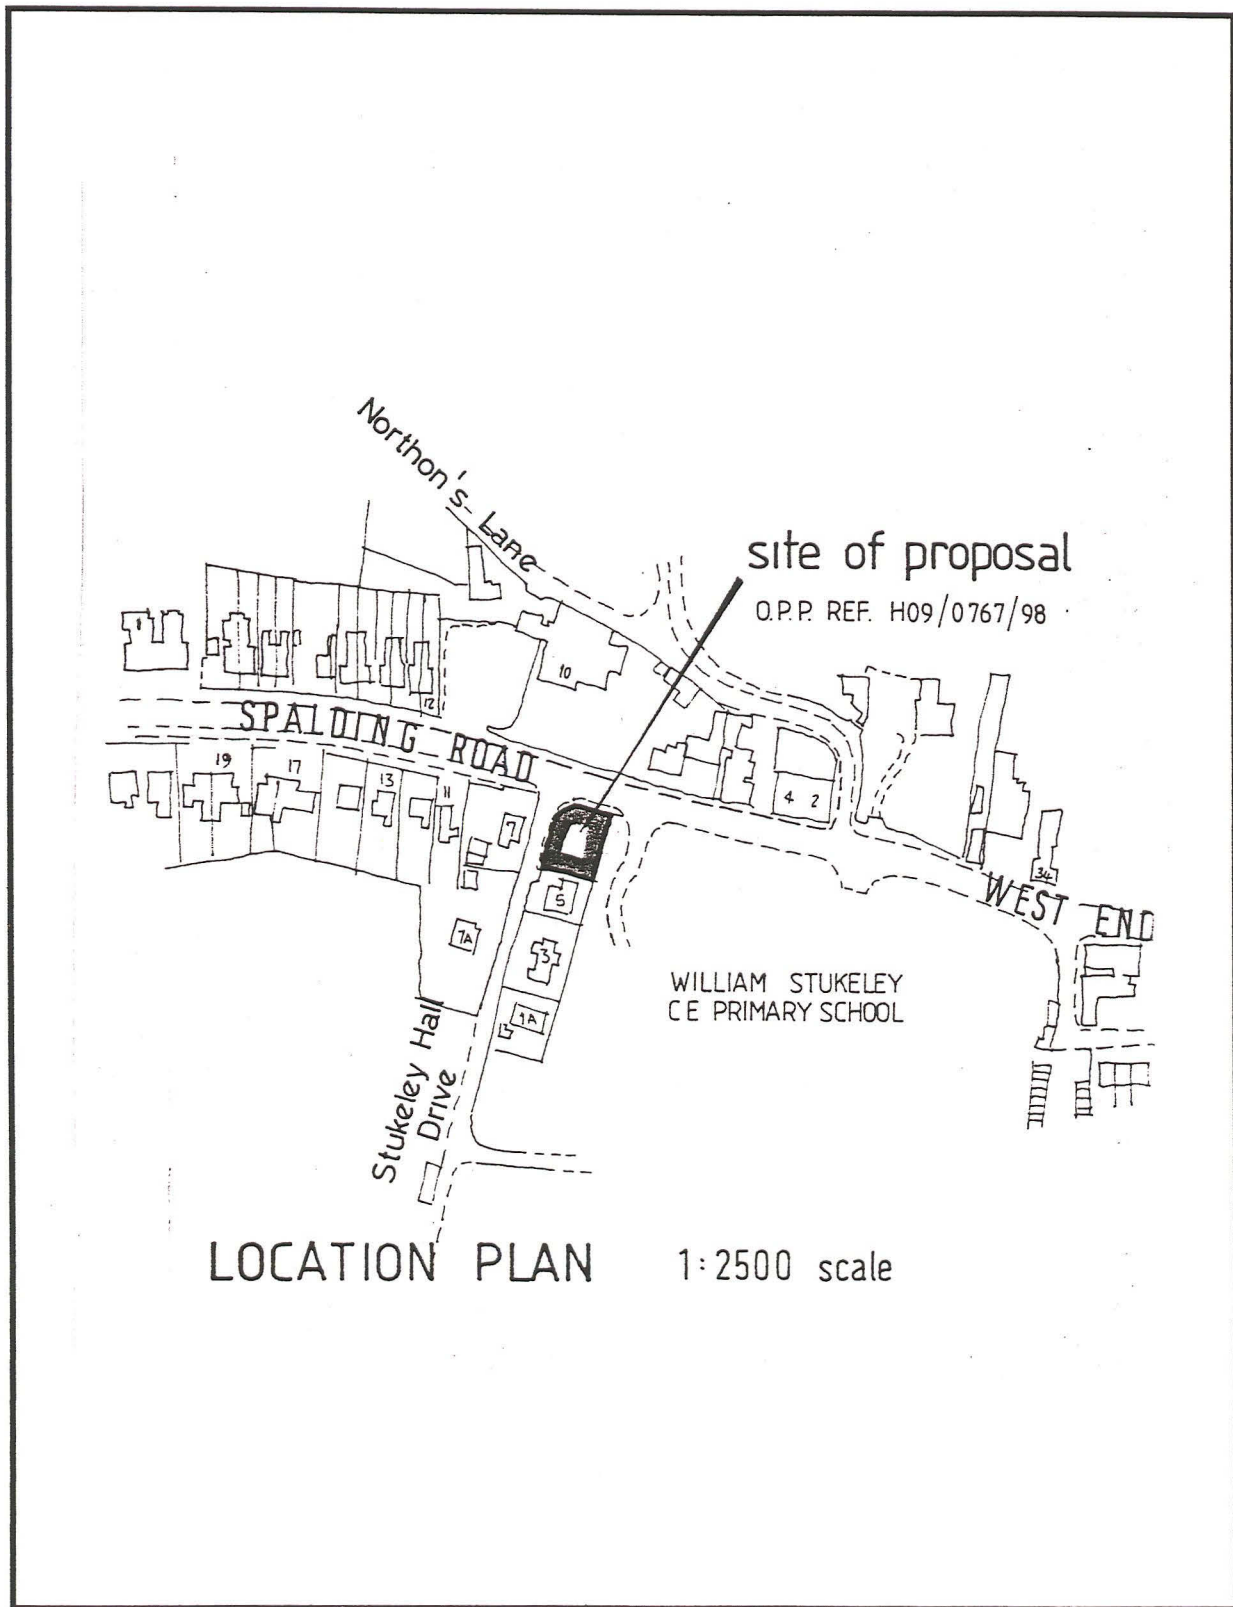 Northon's Lane
site of proposal
O.P.P. REF. H09/0767/98
10
12
SPALDING ROAD
19
17
13
11
7
4 2
5
34
WEST END
7A
3
1A
WILLIAM STUKELEY
CE PRIMARY SCHOOL
Stukeley Hall
Drive
LOCATION PLAN
1:2500 scale